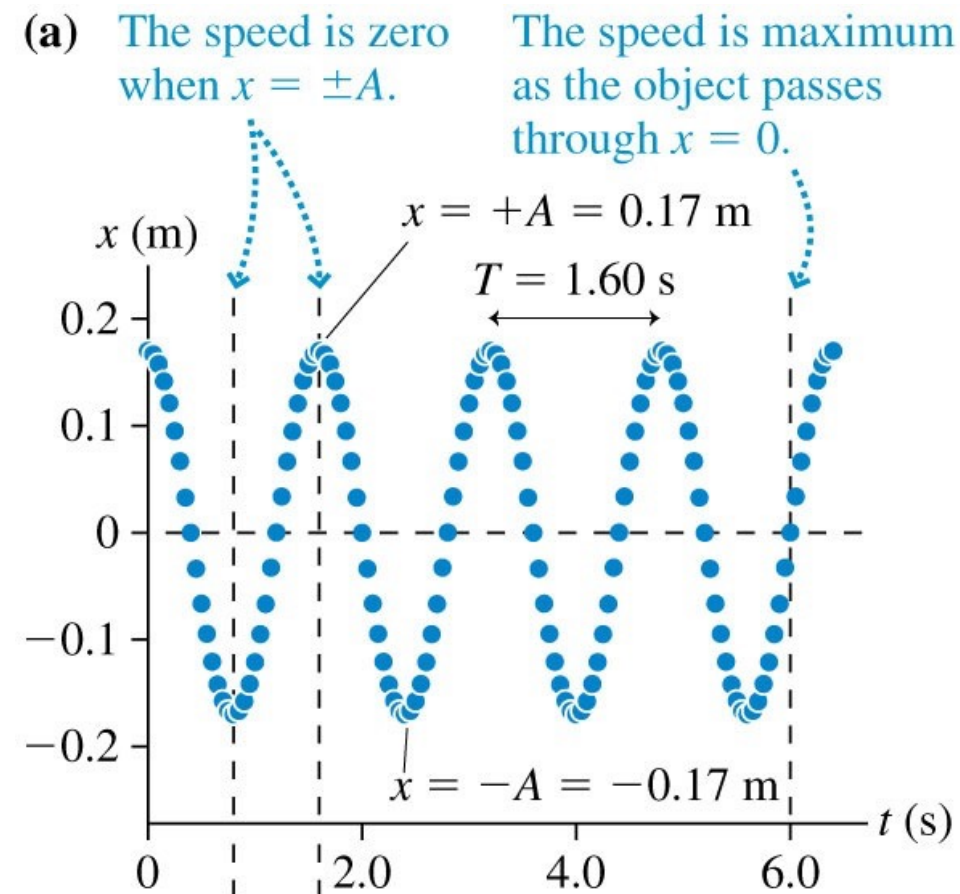 (a) The speed is zero
when x = ±A.
The speed is maximum
as the object passes
through x = 0.
x = +A = 0.17 m
x (m)
T = 1.60 s
0.2
0.1
0
−0.1
−0.2
x = −A = −0.17 m
t (s)
0 2.0 4.0 6.0